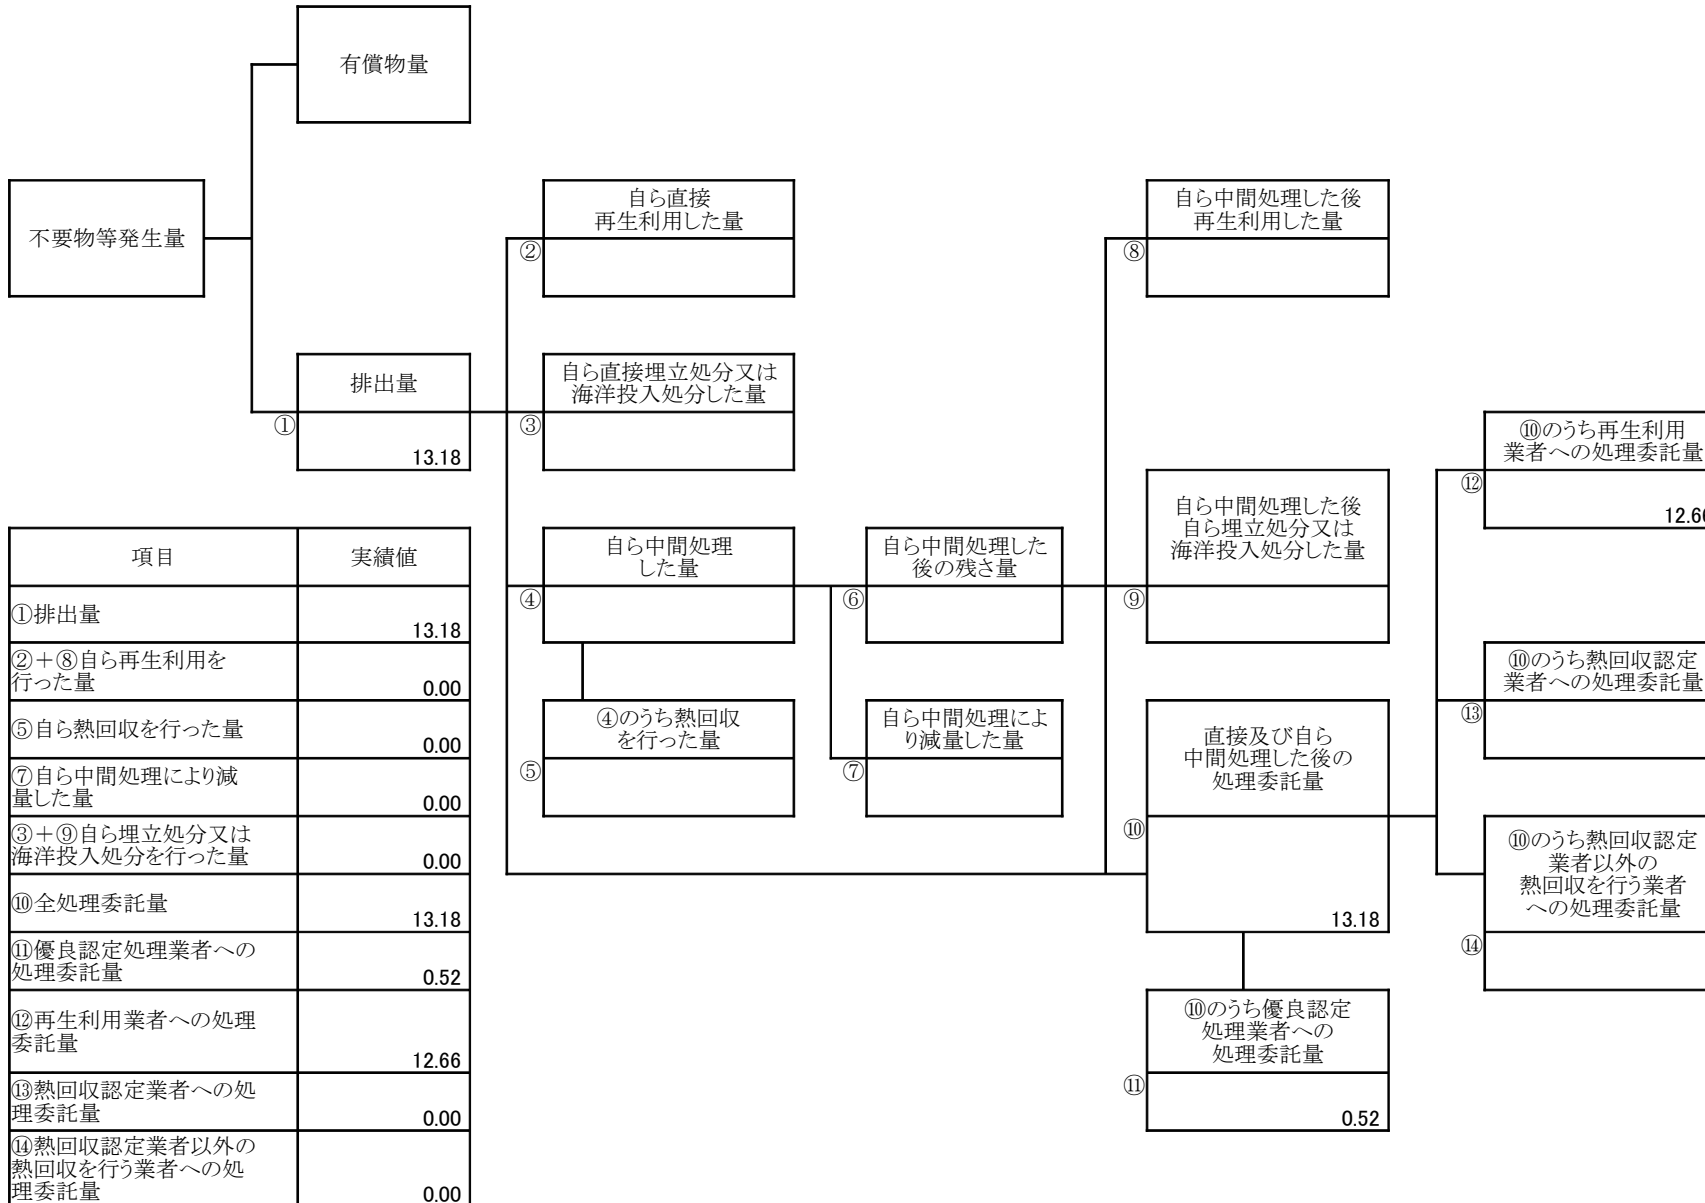 有償物量
不要物等発生量
自ら直接
再生利用した量
②
自ら中間処理した後
再生利用した量
⑧
排出量
①
13.18
自ら直接埋立処分又は
海洋投入処分した量
③
⑩のうち再生利用
業者への処理委託量
⑫
12.66
自ら中間処理
した量
④
自ら中間処理した
後の残さ量
⑥
自ら中間処理した後
自ら埋立処分又は
海洋投入処分した量
⑨
④のうち熱回収
を行った量
⑤
自ら中間処理によ
り減量した量
⑦
直接及び自ら
中間処理した後の
処理委託量
⑩
13.18
⑩のうち熱回収認定
業者への処理委託量
⑬
⑩のうち熱回収認定
業者以外の
熱回収を行う業者
への処理委託量
⑭
⑩のうち優良認定
処理業者への
処理委託量
⑪
0.52
項目 実績値
①排出量
13.18
②+⑧自ら再生利用を
行った量
0.00
⑤自ら熱回収を行った量
0.00
⑦自ら中間処理により減
量した量
0.00
③+⑨自ら埋立処分又は
海洋投入処分を行った量
0.00
⑩全処理委託量
13.18
⑪優良認定処理業者への
処理委託量
0.52
⑫再生利用業者への処理
委託量
12.66
⑬熱回収認定業者への処
理委託量
0.00
⑭熱回収認定業者以外の
熱回収を行う業者への処
理委託量
0.00